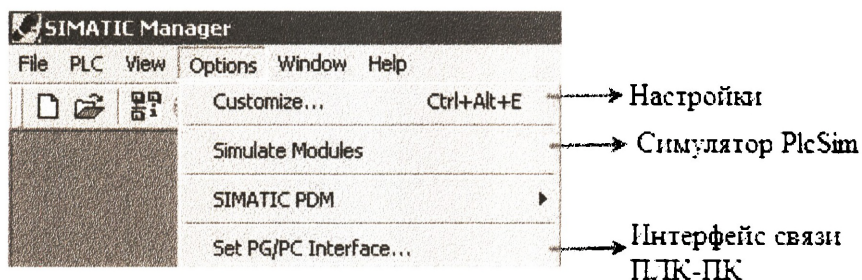 SIMATIC Manager
File PLC View Options Window Help
Customize... Ctrl+Alt+E
Настройки
Simulate Modules
Симулятор PlcSim
SIMATIC PDM
Set PG/PC Interface...
Интерфейс связи
ПЛК-ПК